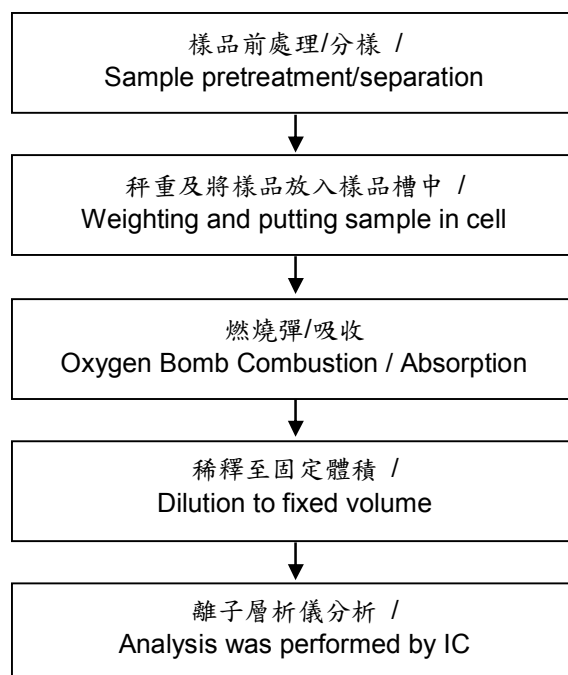 樣品前處理/分樣 /
Sample pretreatment/separation
秤重及將樣品放入樣品槽中 /
Weighting and putting sample in cell
燃燒彈/吸收
Oxygen Bomb Combustion / Absorption
稀釋至固定體積 /
Dilution to fixed volume
離子層析儀分析 /
Analysis was performed by IC